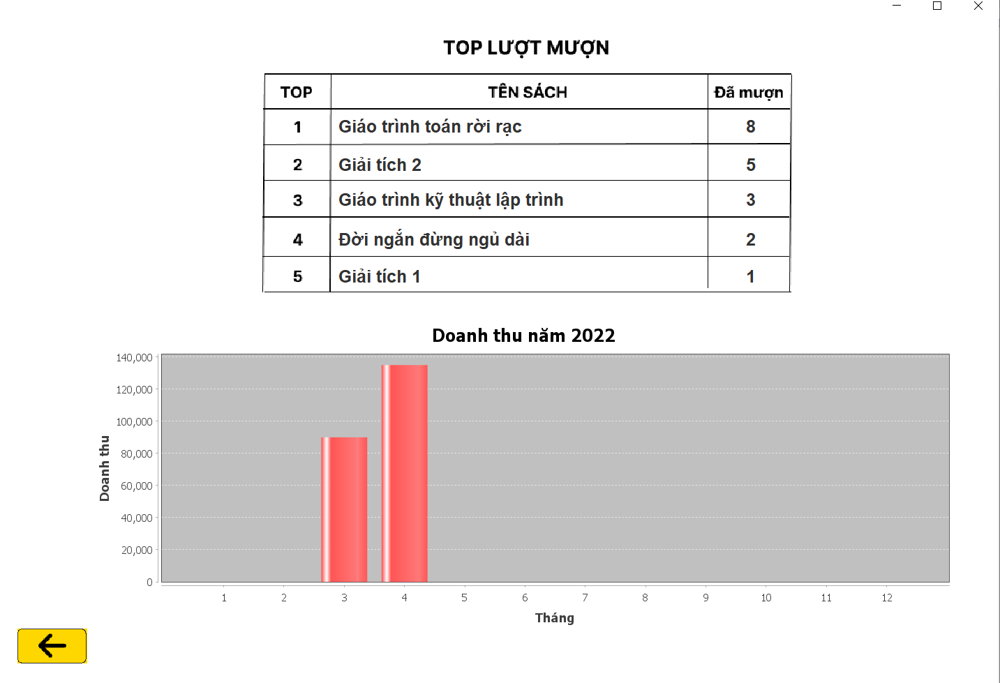 TOP LƯỢT MƯỢN
TOP TÊN SÁCH Đã mượn
1 Giáo trình toán rời rạc 8
2 Giải tích 2 5
3 Giáo trình kỹ thuật lập trình 3
4 Đời ngắn đừng ngủ dài 2
5 Giải tích 1 1
Doanh thu năm 2022
Doanh thu
140,000
120,000
100,000
80,000
60,000
40,000
20,000
0
1 2 3 4 5 6 7 8 9 10 11 12
Tháng